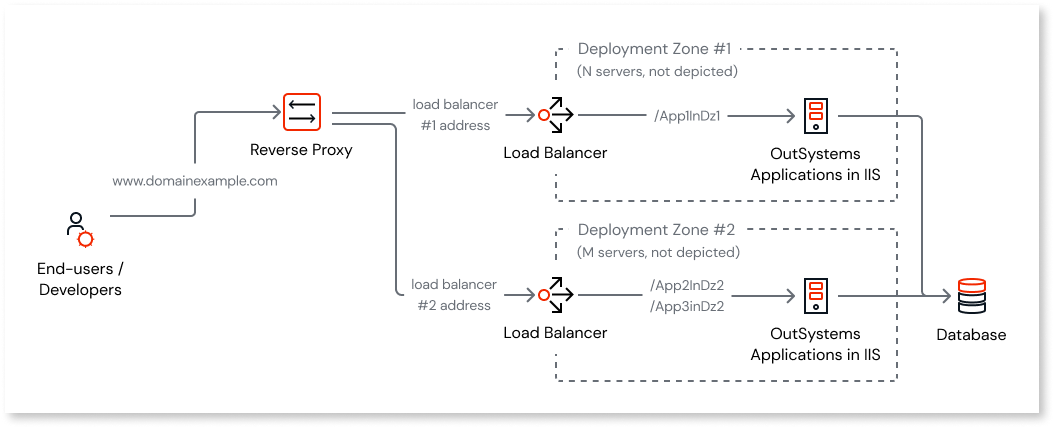 Deployment Zone #1
(N servers, not depicted)
load balancer
#1 address
/App1InDz1
Reverse Proxy
Load Balancer
OutSystems
Applications in IIS
www.domainexample.com
End-users /
Developers
Deployment Zone #2
(M servers, not depicted)
load balancer
#2 address
/App2InDz2
/App3inDz2
Load Balancer
OutSystems
Applications in IIS
Database